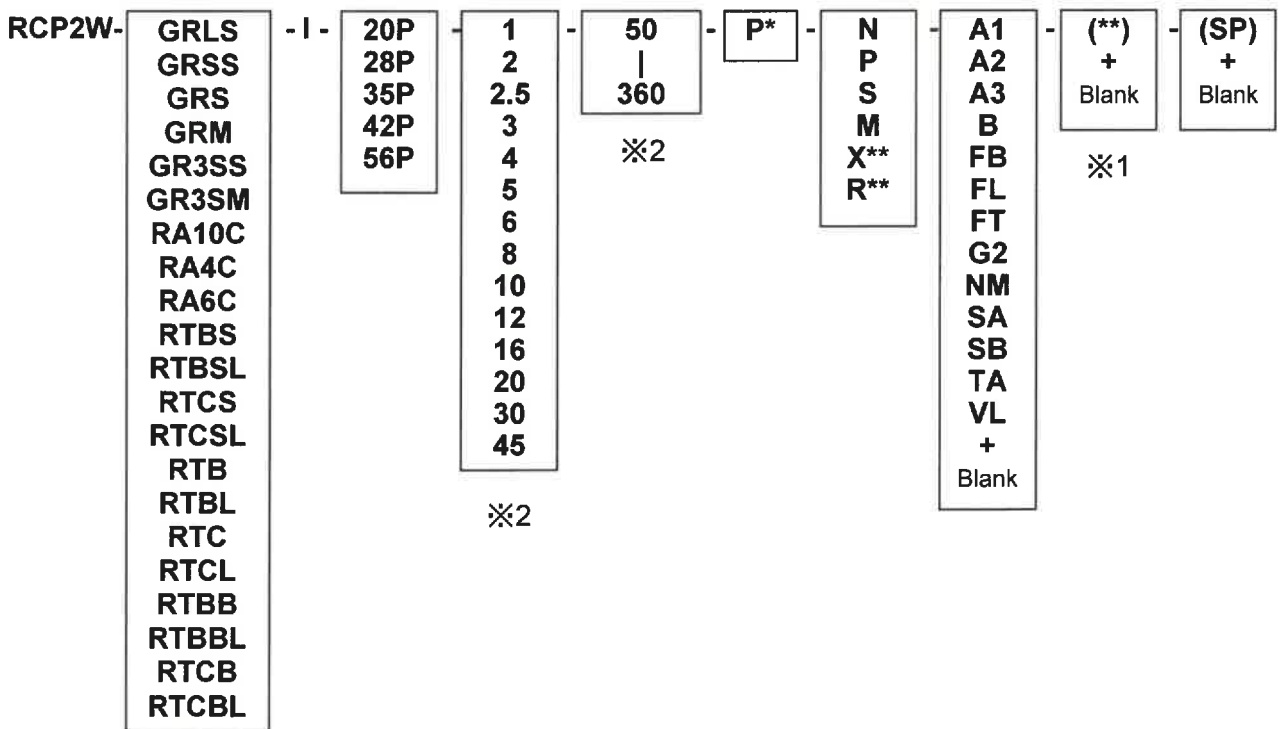 RCP2W- GRLS - I - 20P - 1 - 50 - P* - N - A1 - (**) - (SP)
GRSS 28P 2 | P A2 + +
GRS 35P 2.5 360 S A3 Blank Blank
GRM 42P 3 M B
GR3SS 56P 4 ※2 X** FB ※1
GR3SM 5 R** FL
RA10C 6 FT
RA4C 8 G2
RA6C 10 NM
RTBS 12 SA
RTBSL 16 SB
RTCS 20 TA
RTCSL 30 VL
RTB 45 +
RTBL Blank
RTC ※2
RTCL
RTBB
RTBBL
RTCB
RTCBL